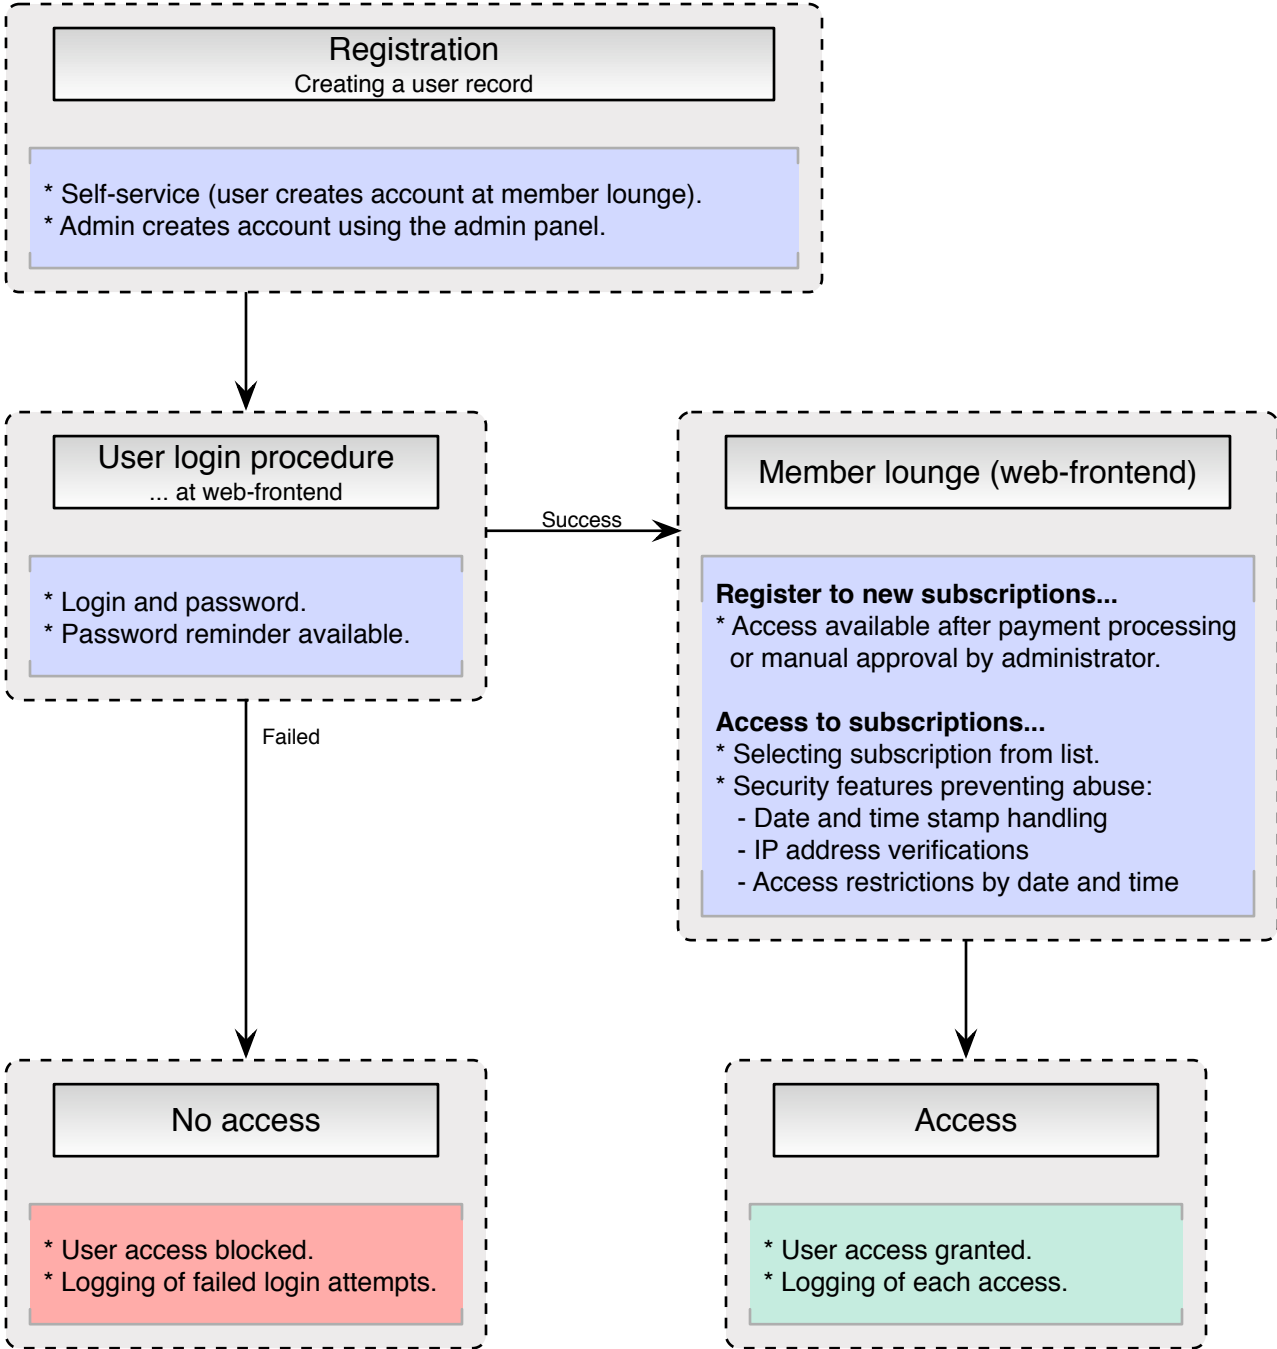 Registration
Creating a user record
* Self-service (user creates account at member lounge).
* Admin creates account using the admin panel.
User login procedure
... at web-frontend
* Login and password.
* Password reminder available.
Success
Member lounge (web-frontend)
Register to new subscriptions...
* Access available after payment processing
or manual approval by administrator.
Access to subscriptions...
* Selecting subscription from list.
* Security features preventing abuse:
- Date and time stamp handling
- IP address verifications
- Access restrictions by date and time
Failed
No access
* User access blocked.
* Logging of failed login attempts.
Access
* User access granted.
* Logging of each access.